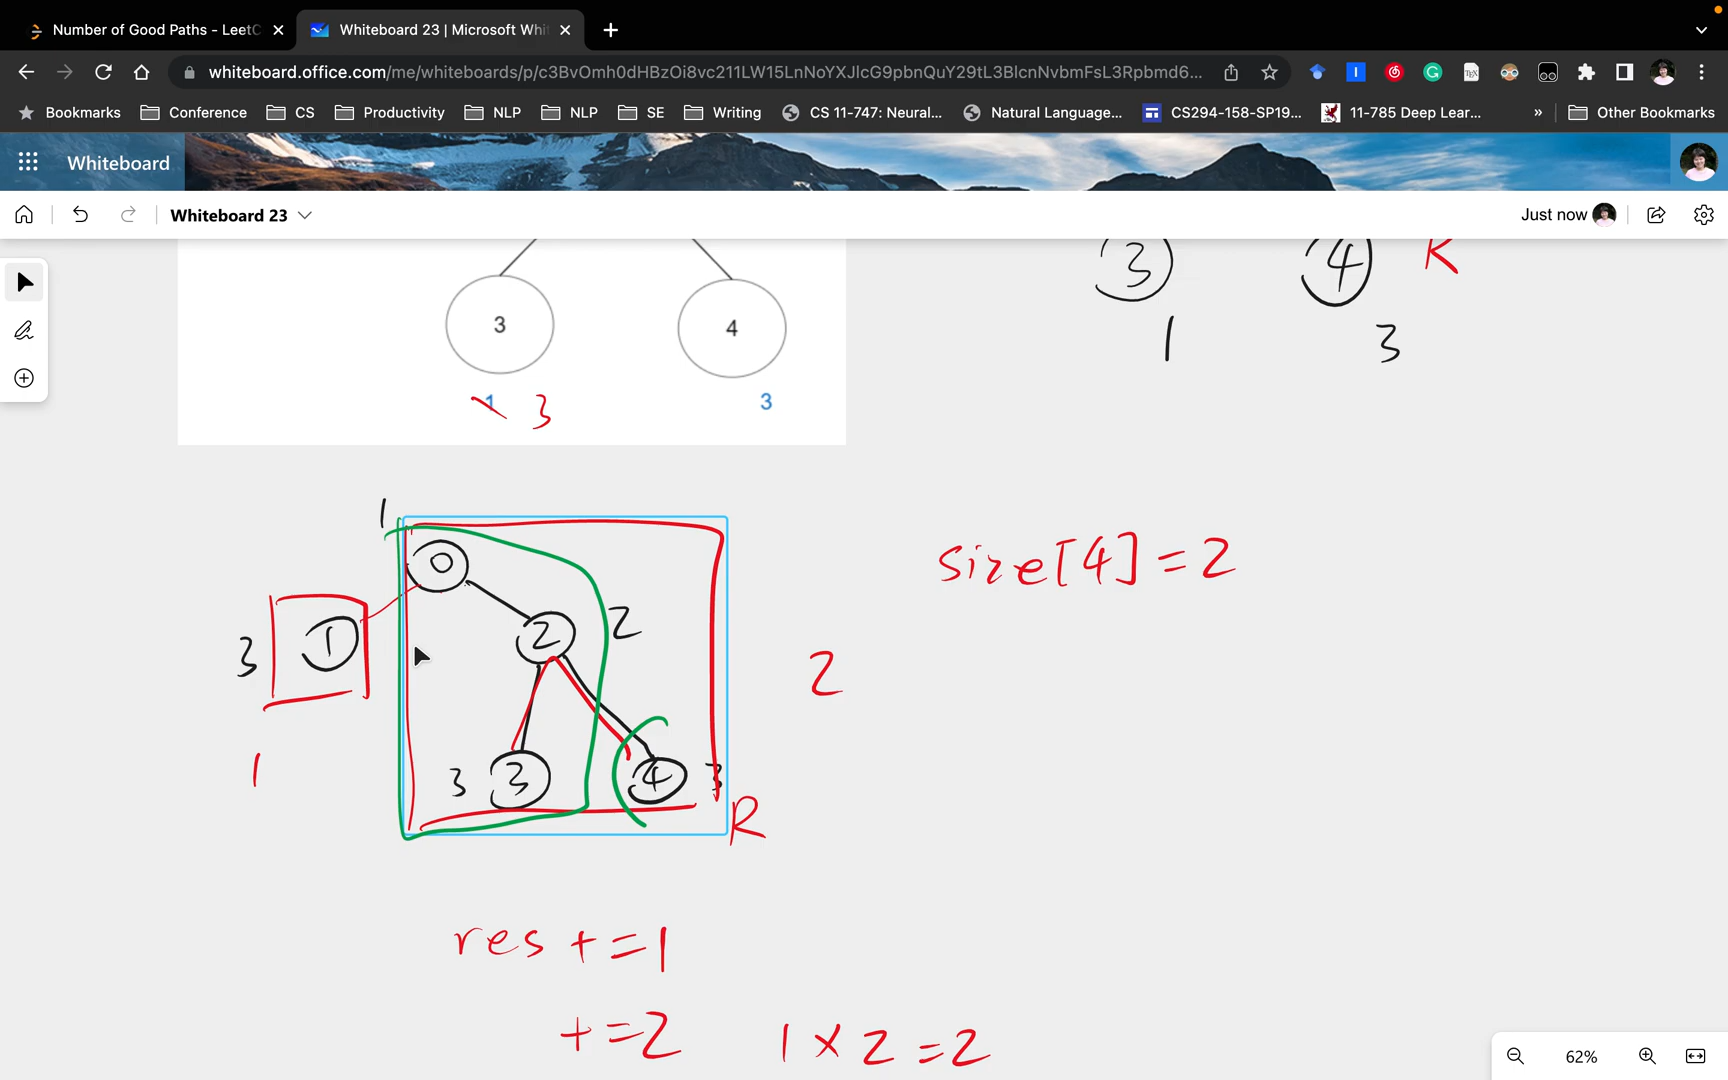 Number of Good Paths - LeetC
Whiteboard 23 | Microsoft Whi
whiteboard.office.com/me/whiteboards/p/c3BvOmh0dHBzOi8vc211LW15LnNoYXJlcG9pbnQuY29tL3BlcnNvbmFsL3Rpbmd6...
Bookmarks
Conference
CS
Productivity
NLP
NLP
SE
Writing
CS 11-747: Neural...
Natural Language...
CS294-158-SP19...
11-785 Deep Lear...
»
Other Bookmarks
Whiteboard
Whiteboard 23
Just now
3
4
R
3
4
1
3
1 3
3
1
0
size[4]=2
3
1
2
2
2
1
3
3
4
3
R
res +=1
+=2
1 × 2 =2
62%